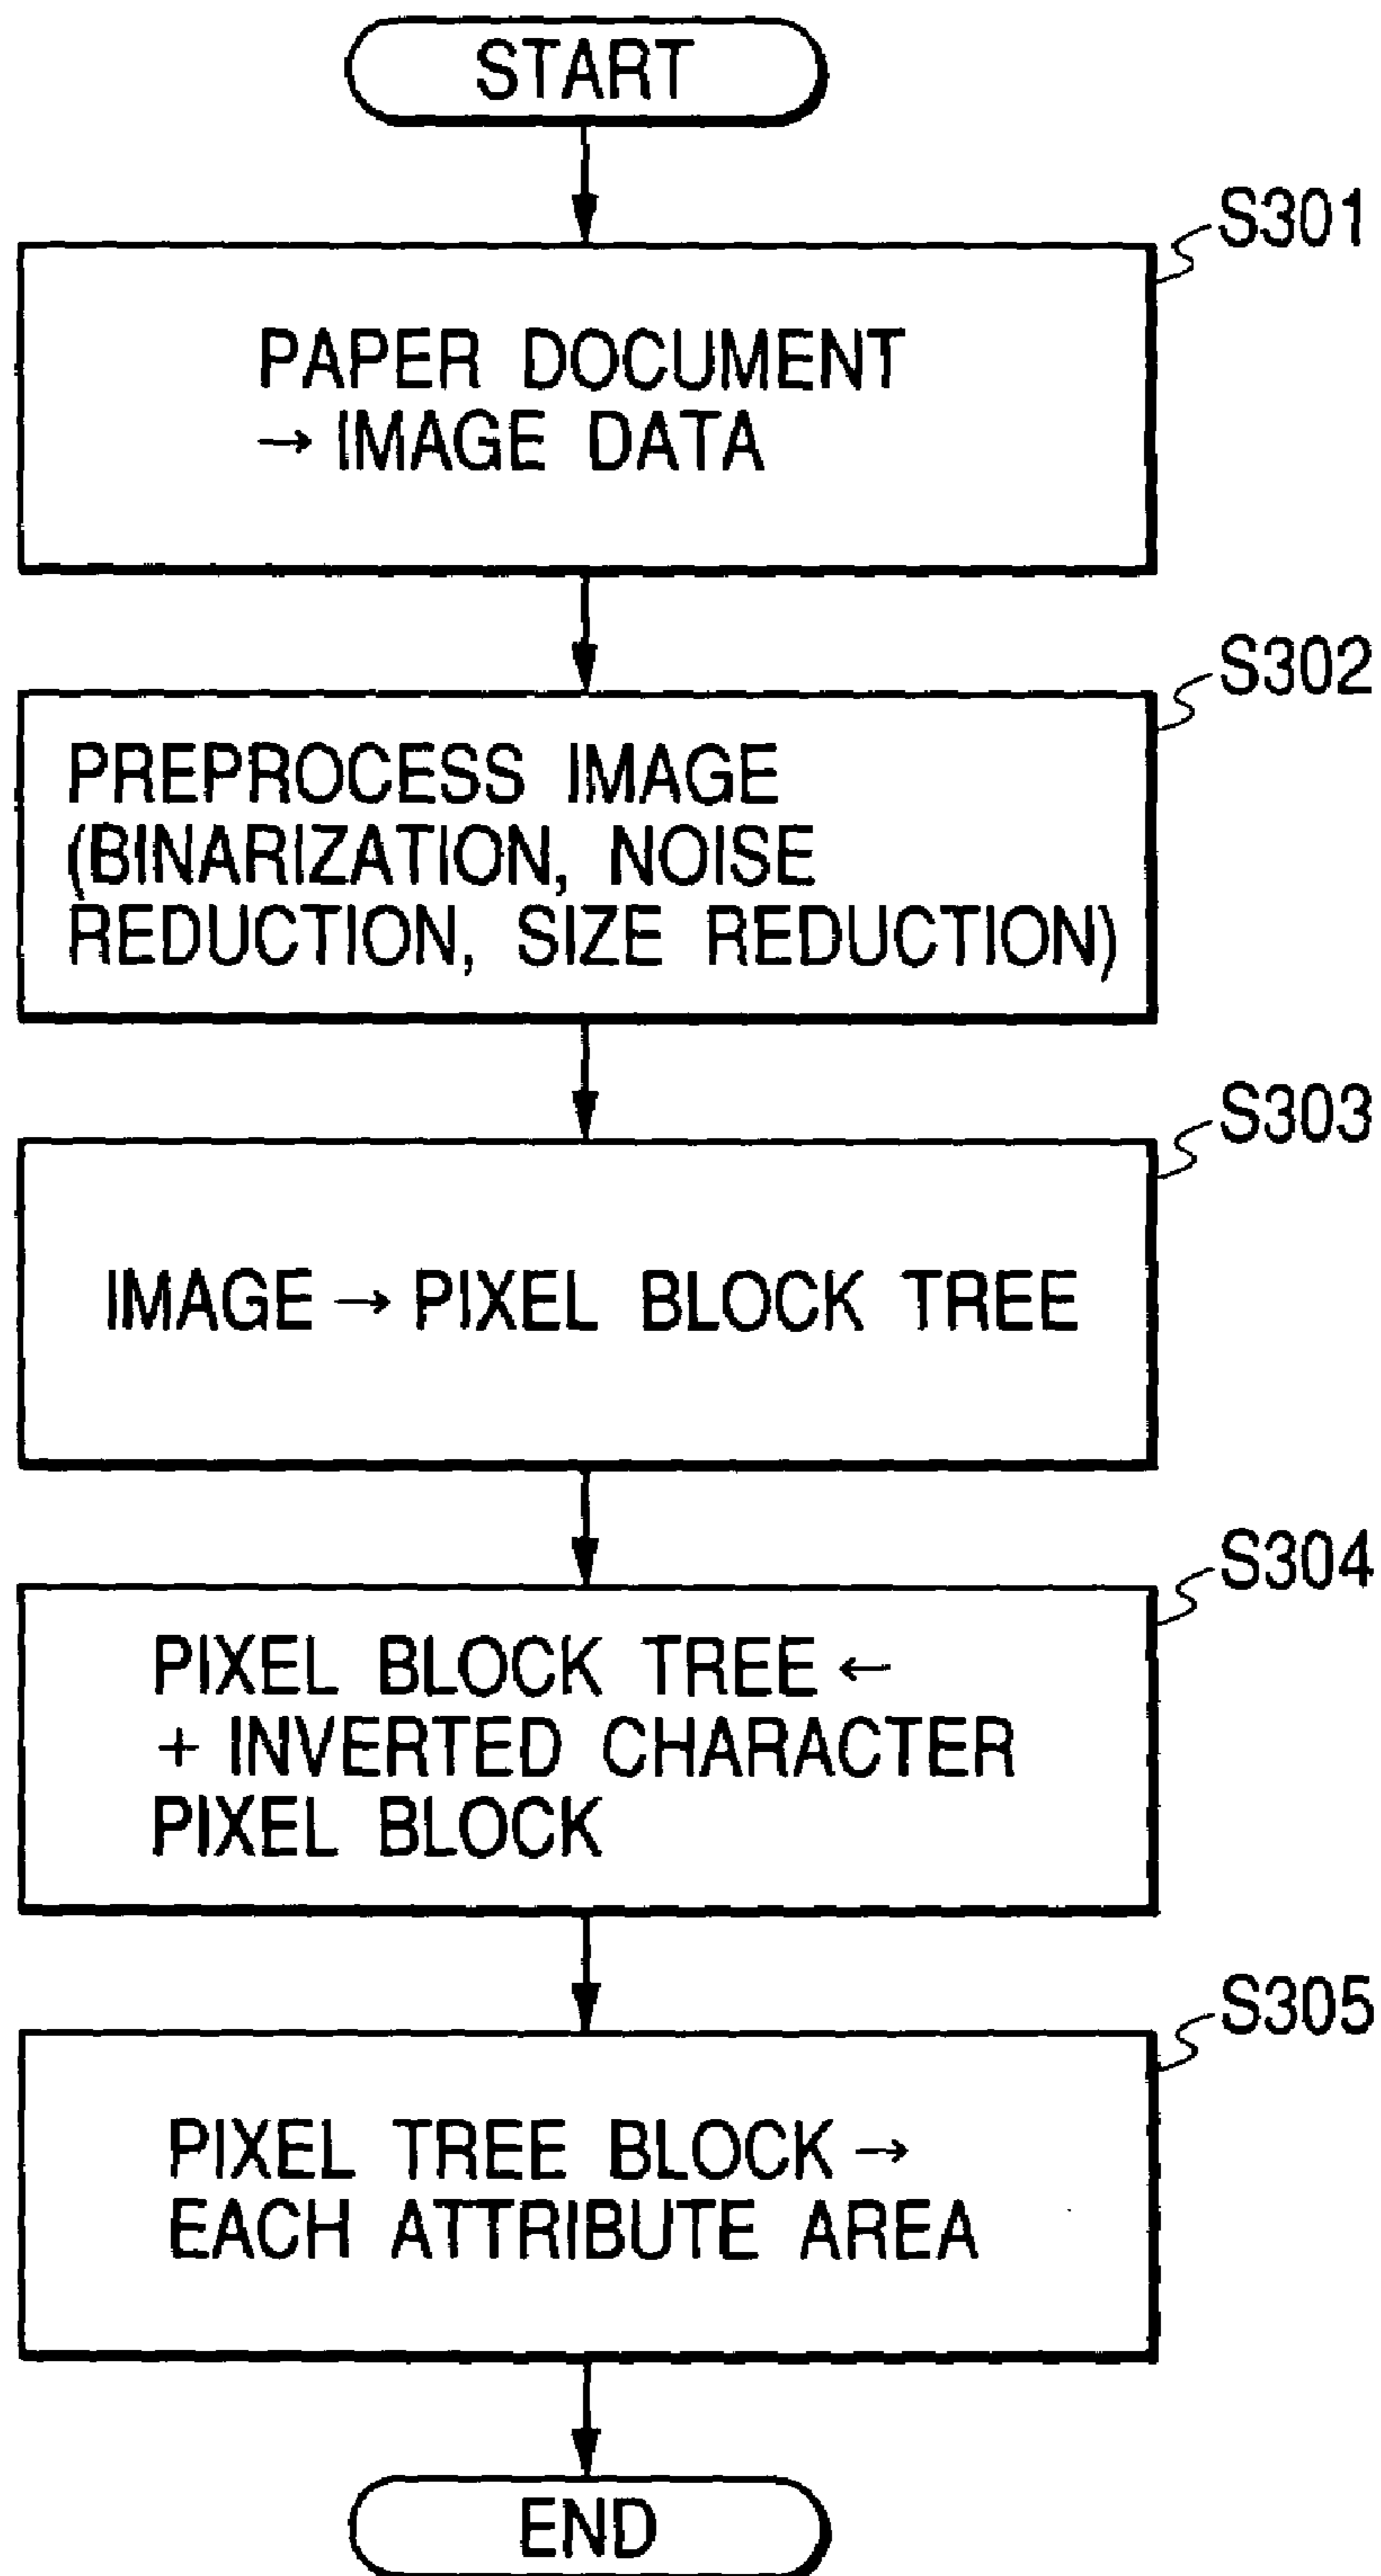 START
S301
PAPER DOCUMENT
→ IMAGE DATA
S302
PREPROCESS IMAGE
(BINARIZATION, NOISE
REDUCTION, SIZE REDUCTION)
S303
IMAGE → PIXEL BLOCK TREE
S304
PIXEL BLOCK TREE ←
+ INVERTED CHARACTER
PIXEL BLOCK
S305
PIXEL TREE BLOCK →
EACH ATTRIBUTE AREA
END